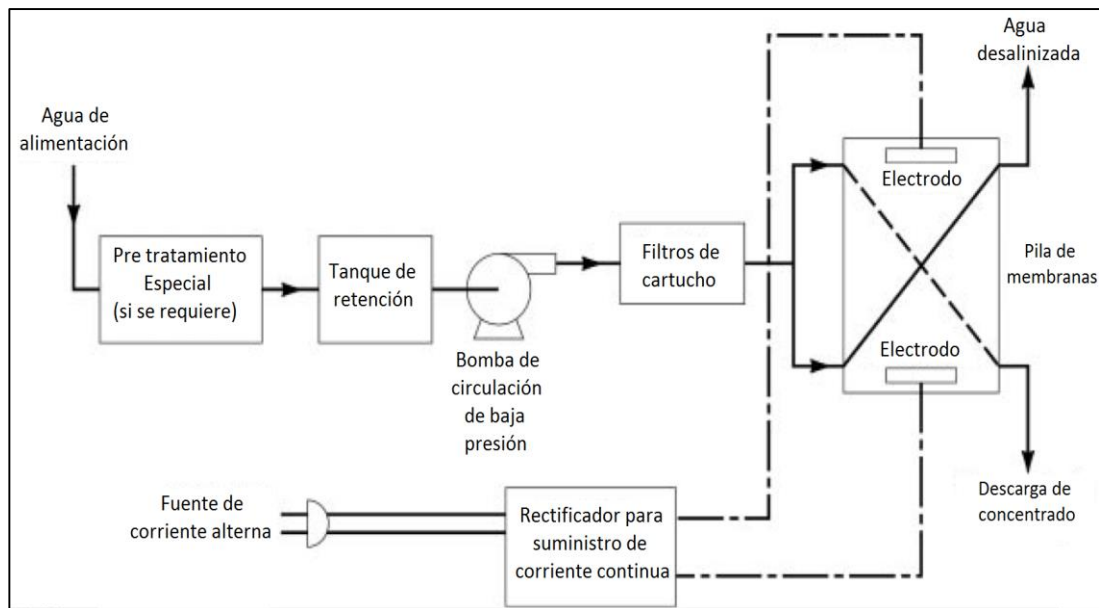 Agua
desalinizada
Agua de
alimentación
Electrodo
Pre tratamiento
Especial
(si se requiere)
Tanque de
retención
Filtros de
cartucho
Pila de
membranas
Electrodo
Bomba de
circulación
de baja
presión
Fuente de
corriente alterna
Rectificador para
suministro de
corriente continua
Descarga de
concentrado